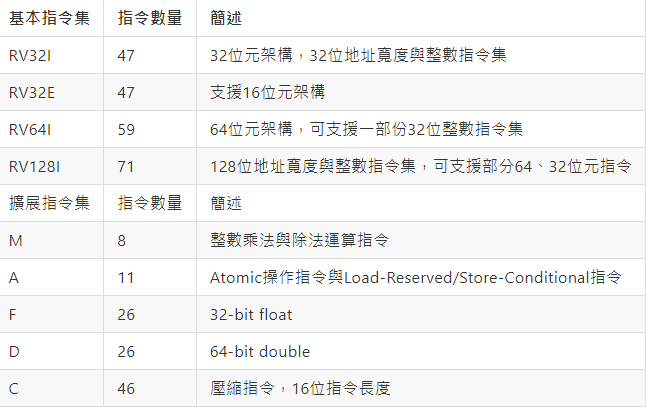 基本指令集 指令數量 簡述
RV32I 47 32位元架構，32位地址寬度與整數指令集
RV32E 47 支援16位元架構
RV64I 59 64位元架構，可支援一部份32位整數指令集
RV128I 71 128位地址寬度與整數指令集，可支援部分64、32位元指令
擴展指令集 指令數量 簡述
M 8 整數乘法與除法運算指令
A 11 Atomic操作指令與Load-Reserved/Store-Conditional指令
F 26 32-bit float
D 26 64-bit double
C 46 壓縮指令，16位指令長度